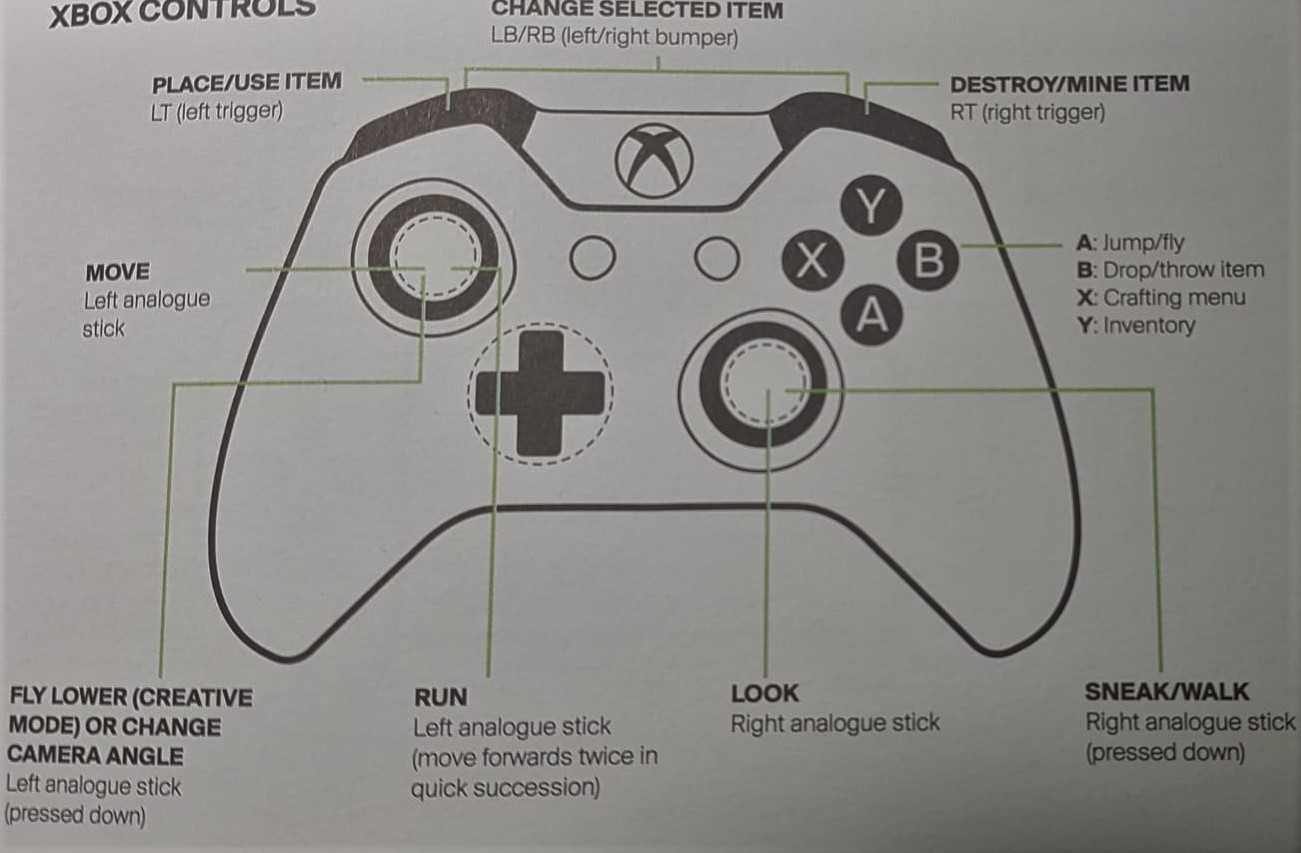 XBOX CONTROLS
CHANGE SELECTED ITEM
LB/RB (left/right bumper)
PLACE/USE ITEM
LT (left trigger)
DESTROY/MINE ITEM
RT (right trigger)
Y
X
B
A
A: Jump/fly
B: Drop/throw item
X: Crafting menu
Y: Inventory
MOVE
Left analogue
stick
FLY LOWER (CREATIVE
MODE) OR CHANGE
CAMERA ANGLE
Left analogue stick
(pressed down)
RUN
Left analogue stick
(move forwards twice in
quick succession)
LOOK
Right analogue stick
SNEAK/WALK
Right analogue stick
(pressed down)